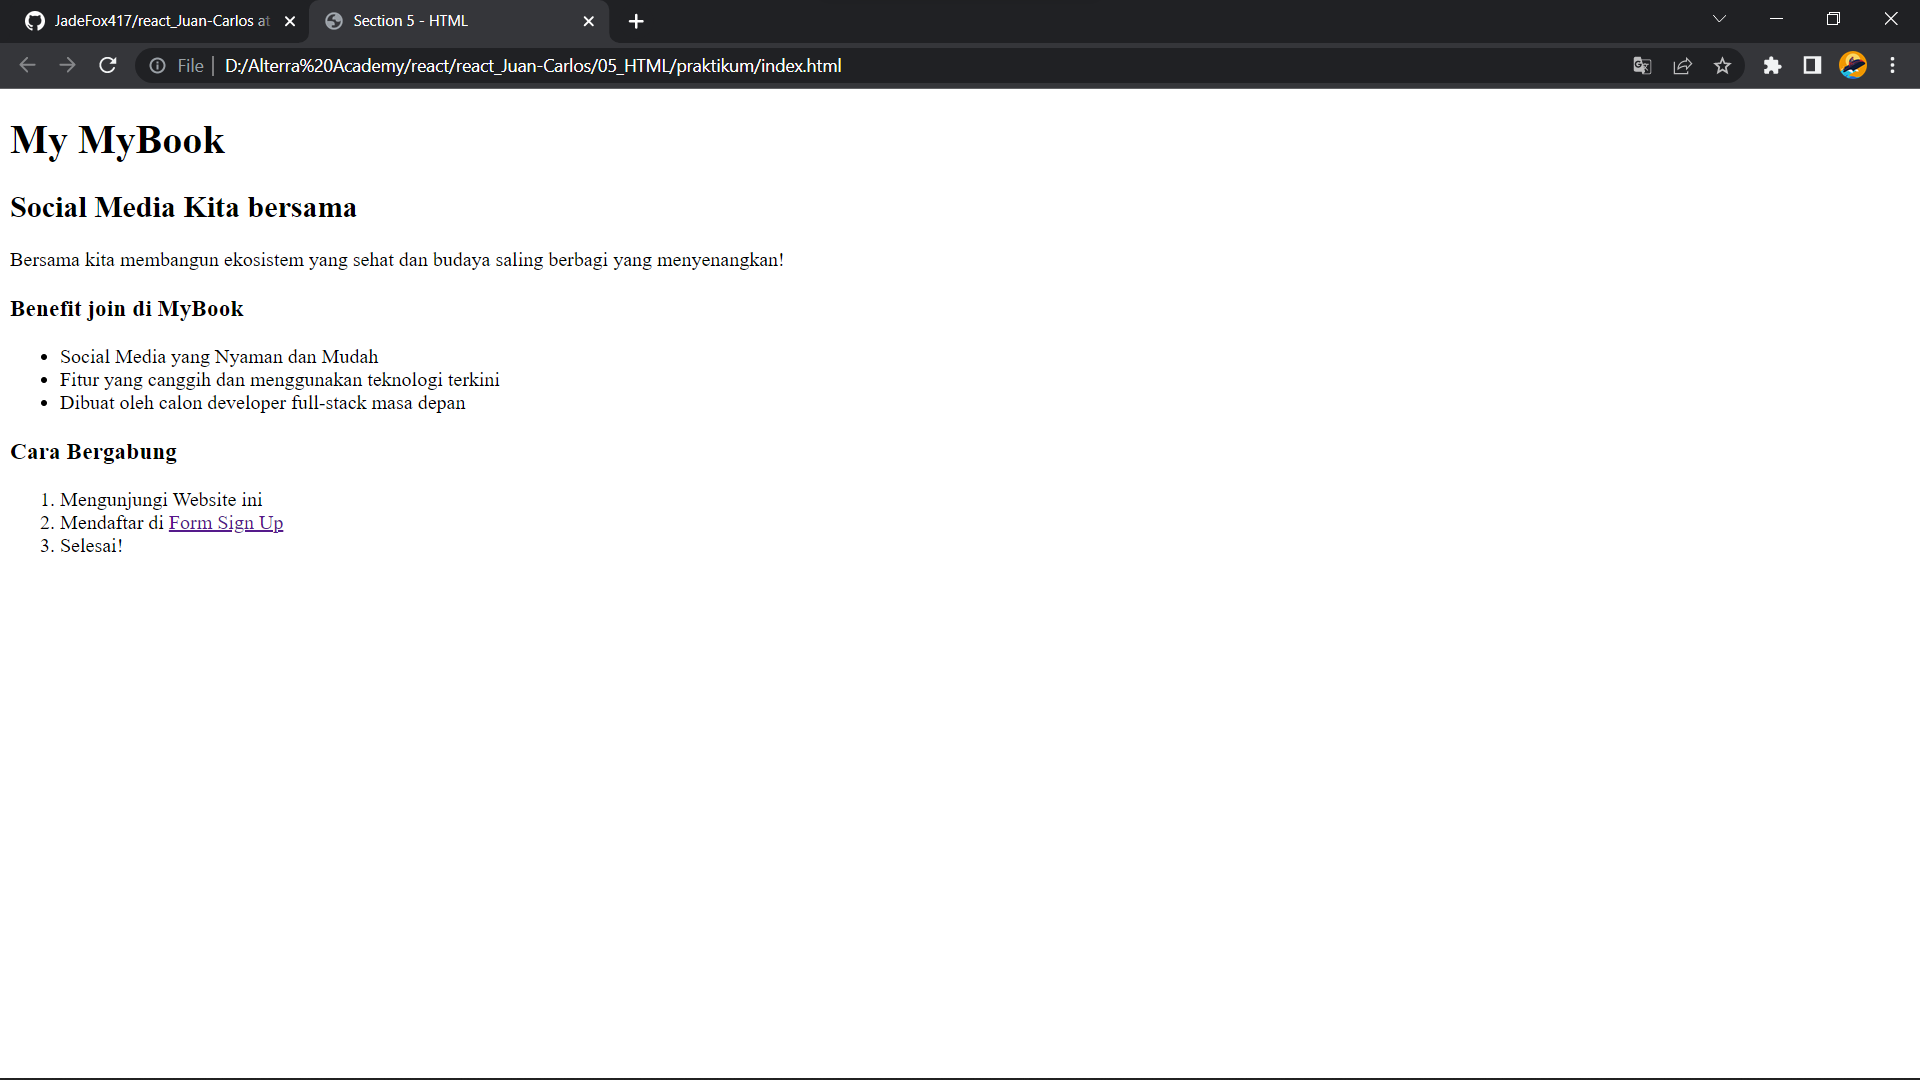 JadeFox417/react_Juan-Carlos at
Section 5 - HTML
File | D:/Alterra%20Academy/react/react_Juan-Carlos/05_HTML/praktikum/index.html
My MyBook
Social Media Kita bersama
Bersama kita membangun ekosistem yang sehat dan budaya saling berbagi yang menyenangkan!
Benefit join di MyBook
• Social Media yang Nyaman dan Mudah
• Fitur yang canggih dan menggunakan teknologi terkini
• Dibuat oleh calon developer full-stack masa depan
Cara Bergabung
1. Mengunjungi Website ini
2. Mendaftar di Form Sign Up
3. Selesai!